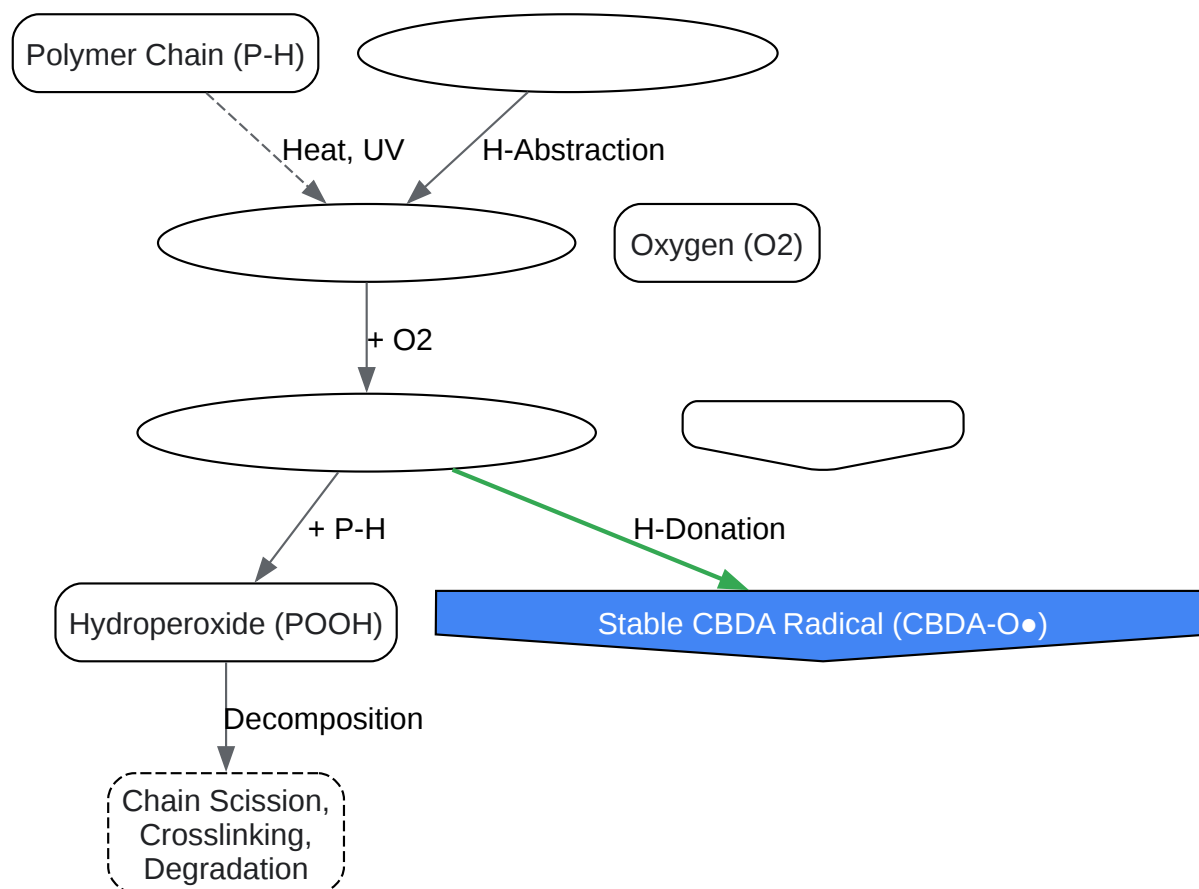 Polymer Chain (P-H)
Heat, UV
H-Abstraction
Oxygen (O2)
+ O2
+ P-H
H-Donation
Hydroperoxide (POOH)
Stable CBDA Radical (CBDA-O●)
Decomposition
Chain Scission,
Crosslinking,
Degradation